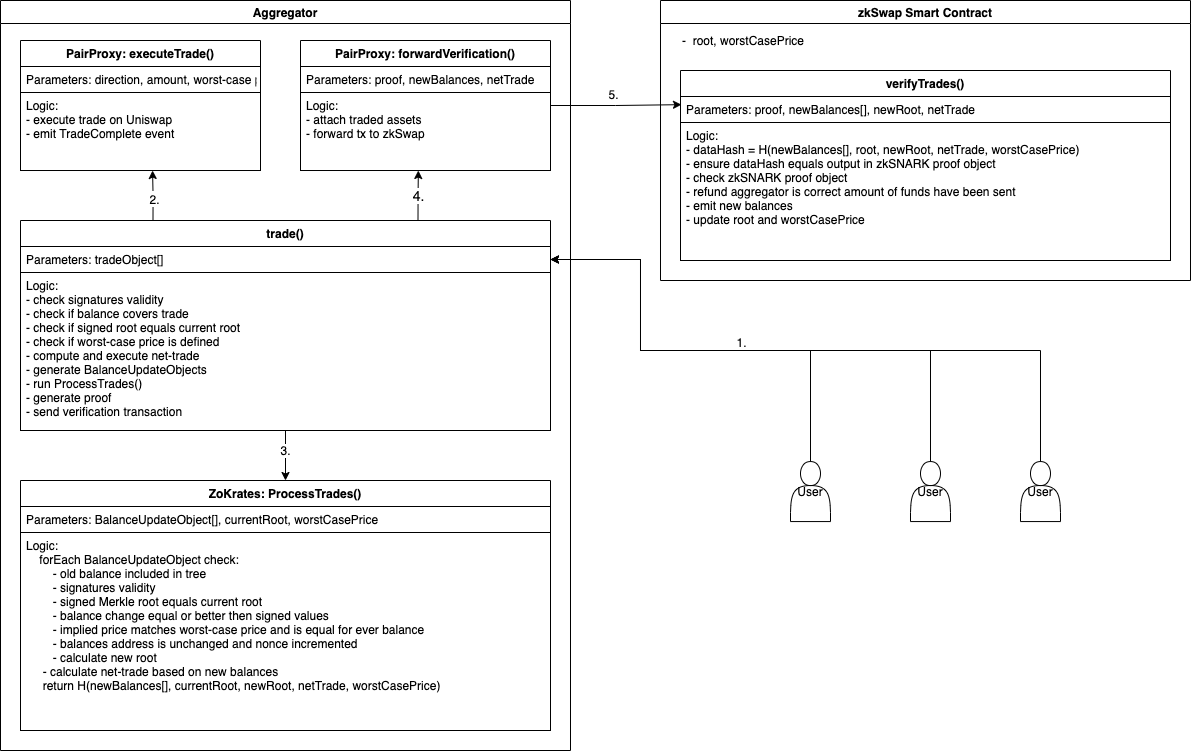 Aggregator
PairProxy: executeTrade()
Parameters: direction, amount, worst-case
Logic:
- execute trade on Uniswap
- emit TradeComplete event
PairProxy: forwardVerification()
Parameters: proof, newBalances, netTrade
Logic:
- attach traded assets
- forward tx to zkSwap
2.
4.
trade()
Parameters: tradeObject[]
Logic:
- check signatures validity
- check if balance covers trade
- check if signed root equals current root
- check if worst-case price is defined
- compute and execute net-trade
- generate BalanceUpdateObjects
- run ProcessTrades()
- generate proof
- send verification transaction
3.
ZoKrates: ProcessTrades()
Parameters: BalanceUpdateObject[], currentRoot, worstCasePrice
Logic:
forEach BalanceUpdateObject check:
- old balance included in tree
- signatures validity
- signed Merkle root equals current root
- balance change equal or better then signed values
- implied price matches worst-case price and is equal for ever balance
- balances address is unchanged and nonce incremented
- calculate new root
- calculate net-trade based on new balances
return H(newBalances[], currentRoot, newRoot, netTrade, worstCasePrice)
5.
zkSwap Smart Contract
- root, worstCasePrice
verifyTrades()
Parameters: proof, newBalances[], newRoot, netTrade
Logic:
- dataHash = H(newBalances[], root, newRoot, netTrade, worstCasePrice)
- ensure dataHash equals output in zkSNARK proof object
- check zkSNARK proof object
- refund aggregator is correct amount of funds have been sent
- emit new balances
- update root and worstCasePrice
1.
User
User
User